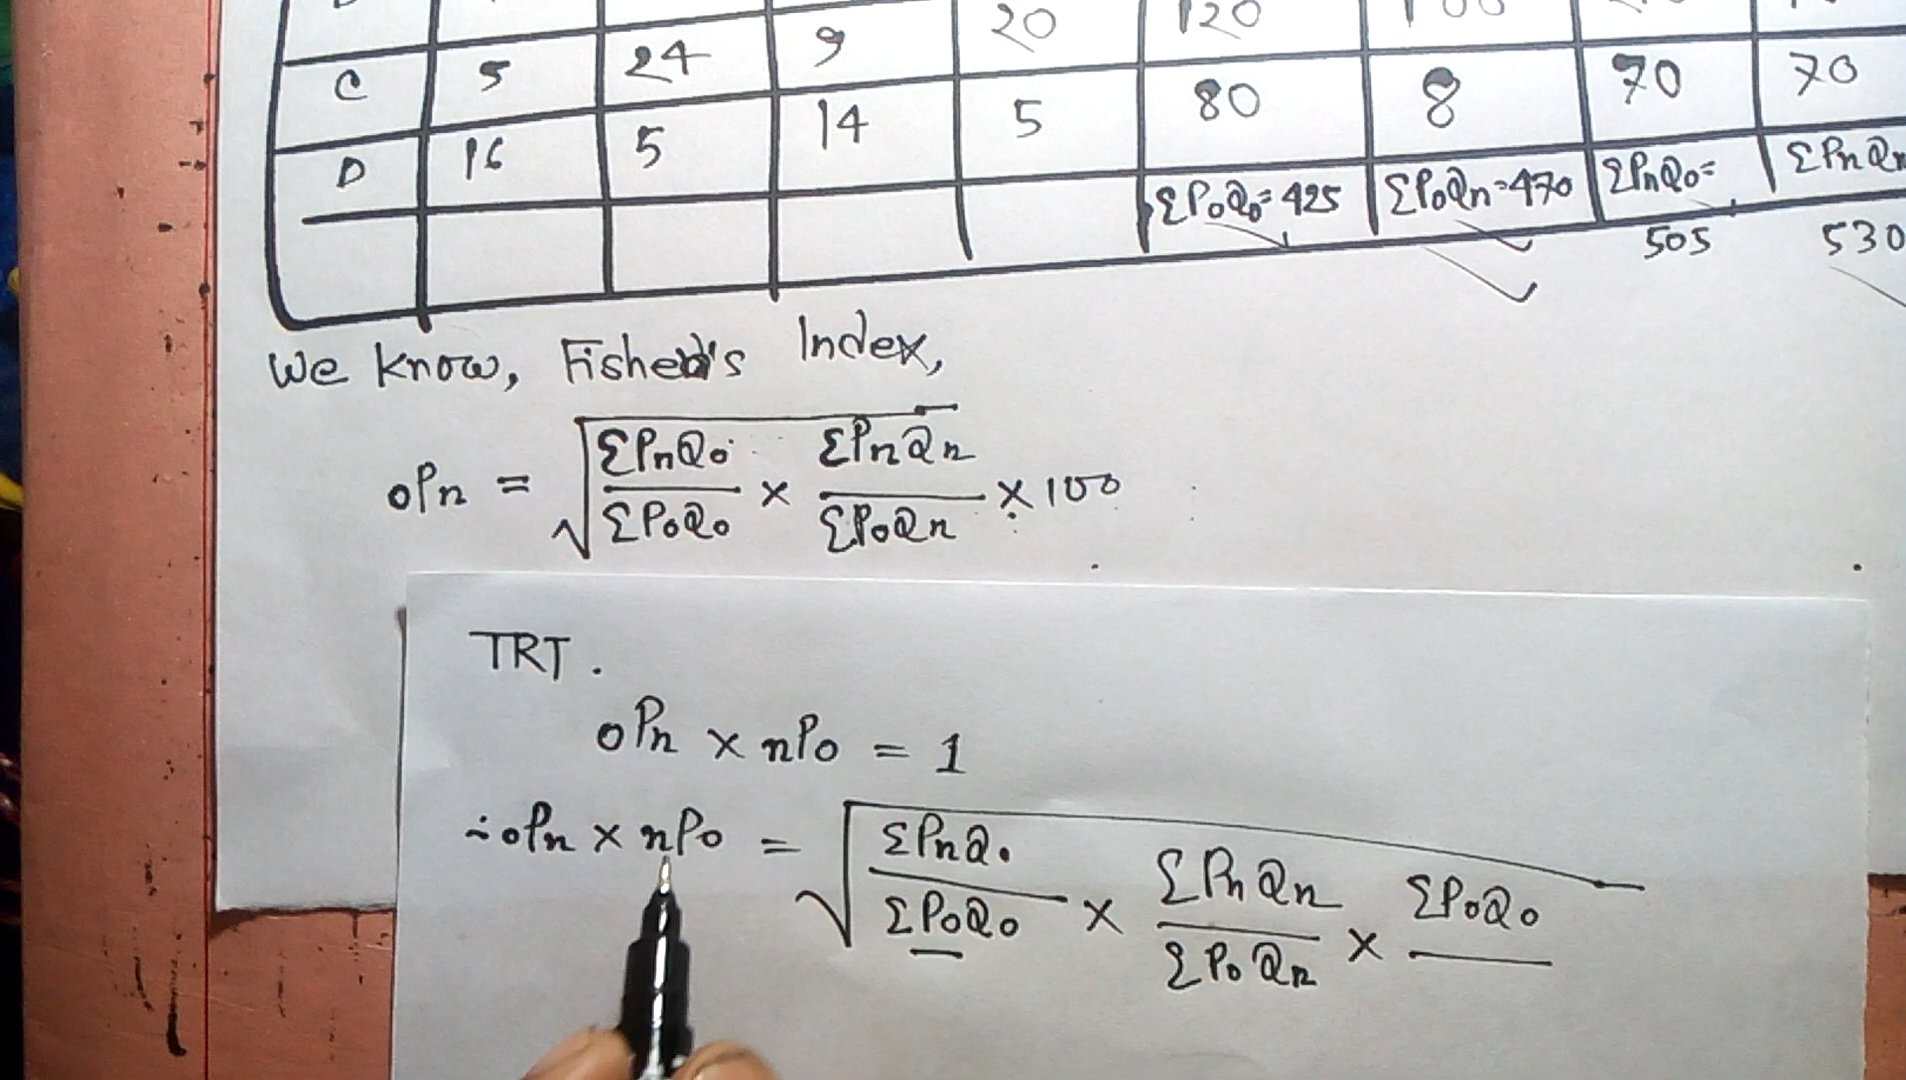 20 120
C 5 24 9 80 8 70 70
D 16 5 14 5
ΣP₀Q₀=425 ΣP₀Qn=470 ΣPnQ₀= ΣPnQn
505 530
We know, Fisher's Index,
₀Pn = √ΣPnQ₀/ΣP₀Q₀ × ΣPnQn/ΣP₀Qn × 100
TRT.
₀Pn × nP₀ = 1
∴ ₀Pn × nP₀ = √ΣPnQ₀/ΣP₀Q₀ × ΣPnQn/ΣP₀Qn × ΣP₀Q₀/